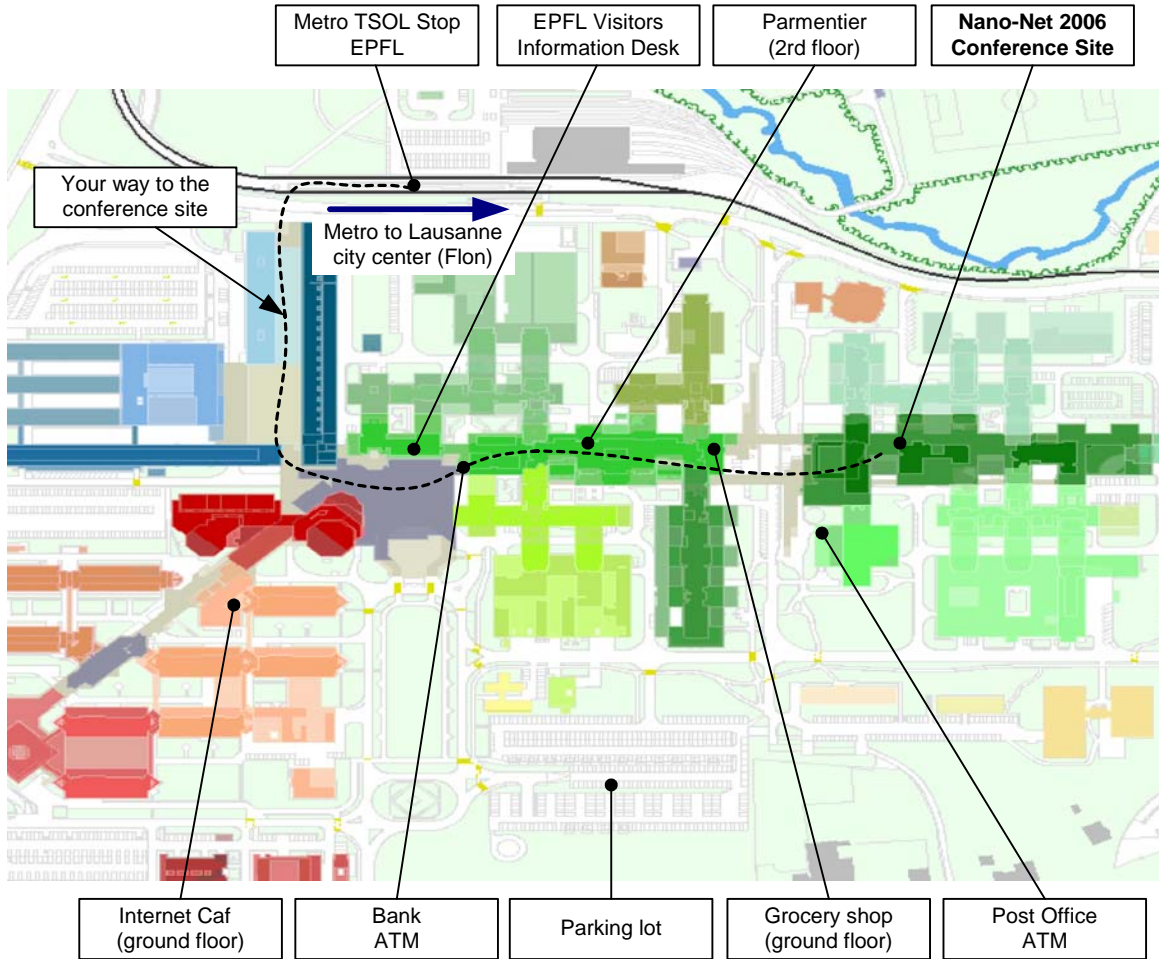 Metro TSOL Stop
EPFL
EPFL Visitors
Information Desk
Parmentier
(2rd floor)
Nano-Net 2006
Conference Site
Your way to the
conference site
Metro to Lausanne
city center (Flon)
Internet Caf
(ground floor)
Bank
ATM
Parking lot
Grocery shop
(ground floor)
Post Office
ATM